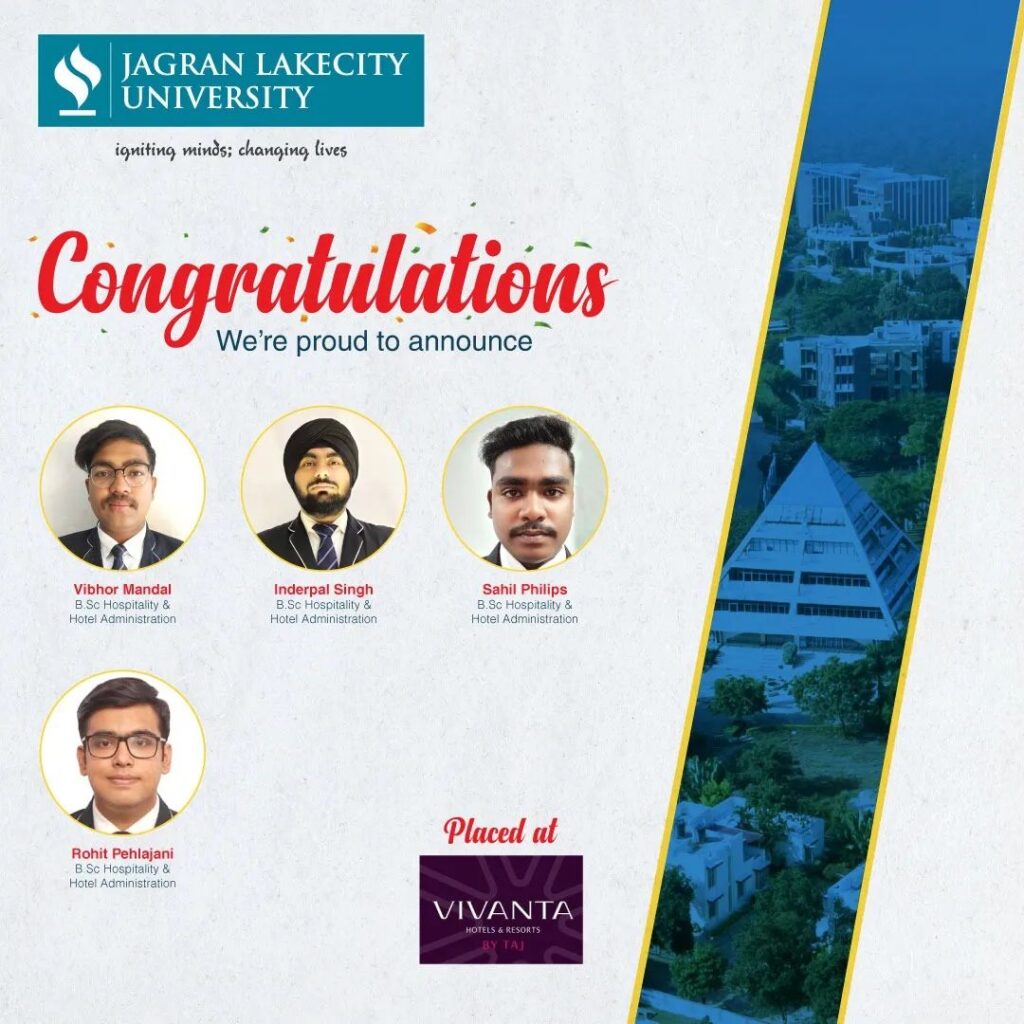 JAGRAN LAKECITY
UNIVERSITY
igniting minds; changing lives
Congratulations
We're proud to announce
Vibhor Mandal
B.Sc Hospitality &
Hotel Administration
Inderpal Singh
B.Sc Hospitality &
Hotel Administration
Sahil Philips
B.Sc Hospitality &
Hotel Administration
Rohit Pehlajani
B.Sc Hospitality &
Hotel Administration
Placed at
VIVANTA
HOTELS & RESORTS
BY TAJ